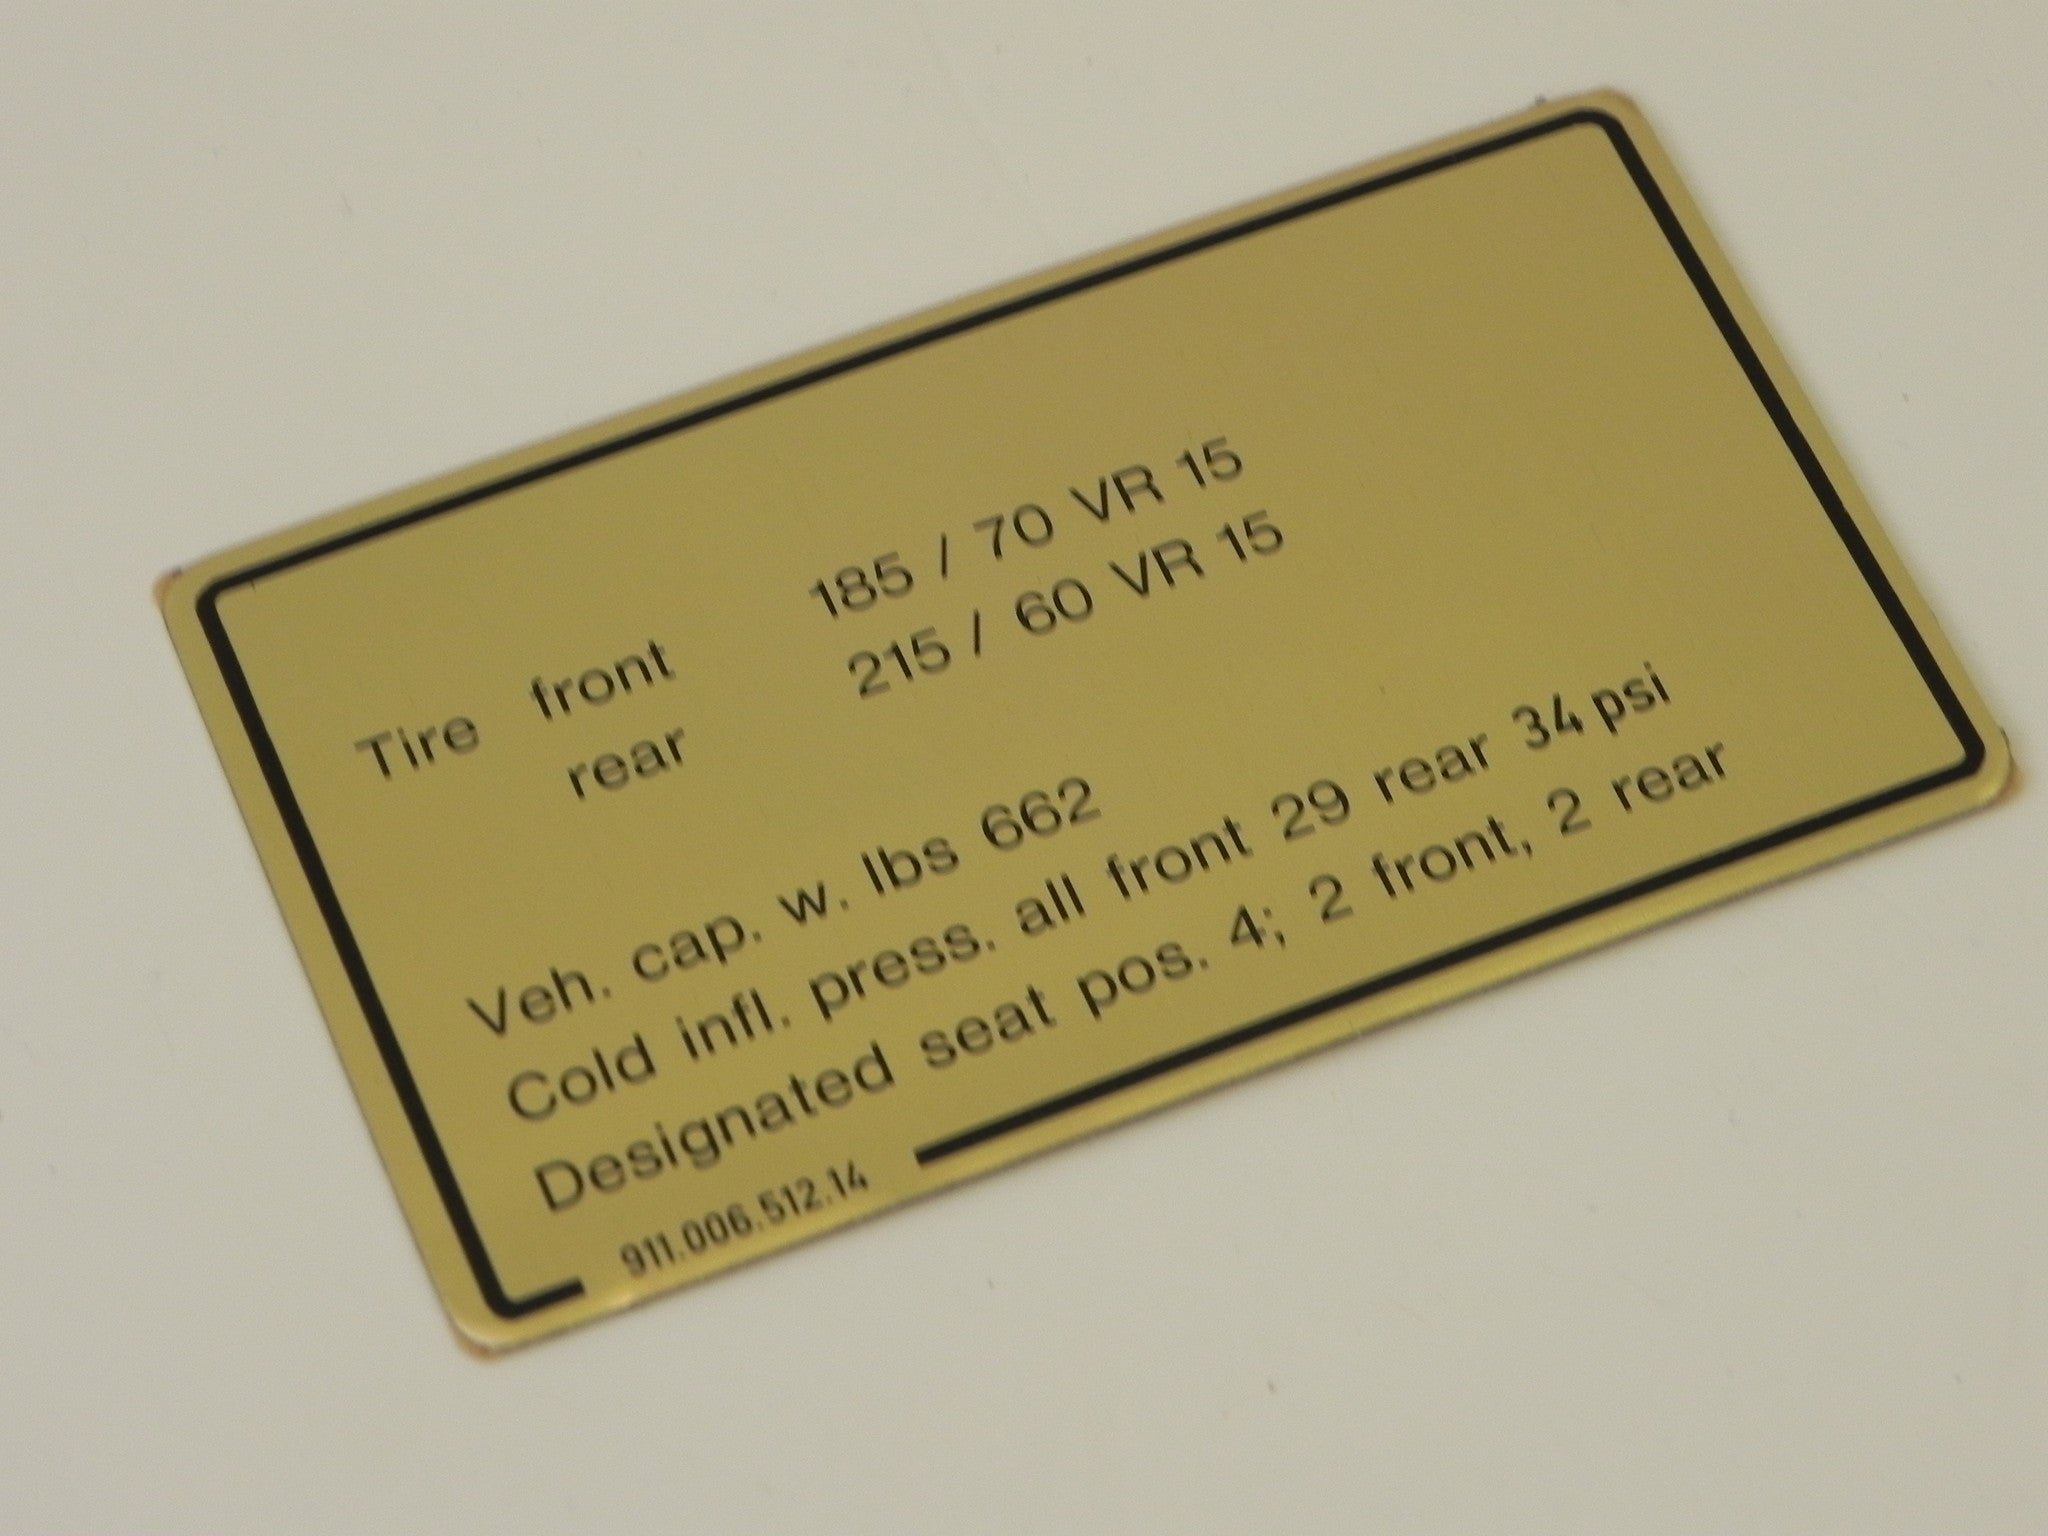 Tire front 185 / 70 VR 15
rear 215 / 60 VR 15
Veh. cap. w. lbs 662
Cold infl. press. all front 29 rear 34 psi
Designated seat pos. 4; 2 front, 2 rear
911.006.512.14